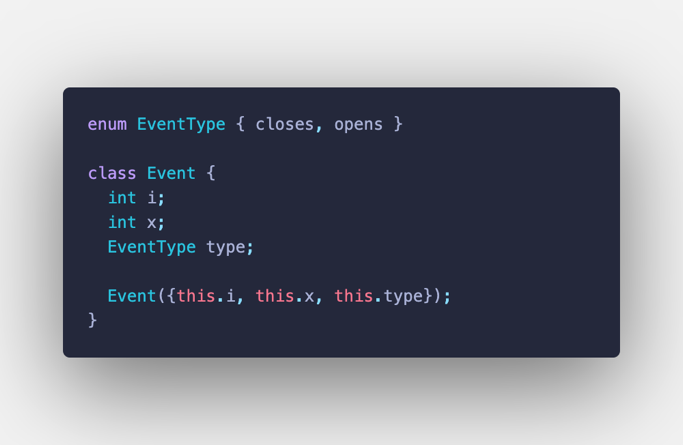 enum EventType { closes, opens }
class Event {
int i;
int x;
EventType type;
Event({this.i, this.x, this.type});
}